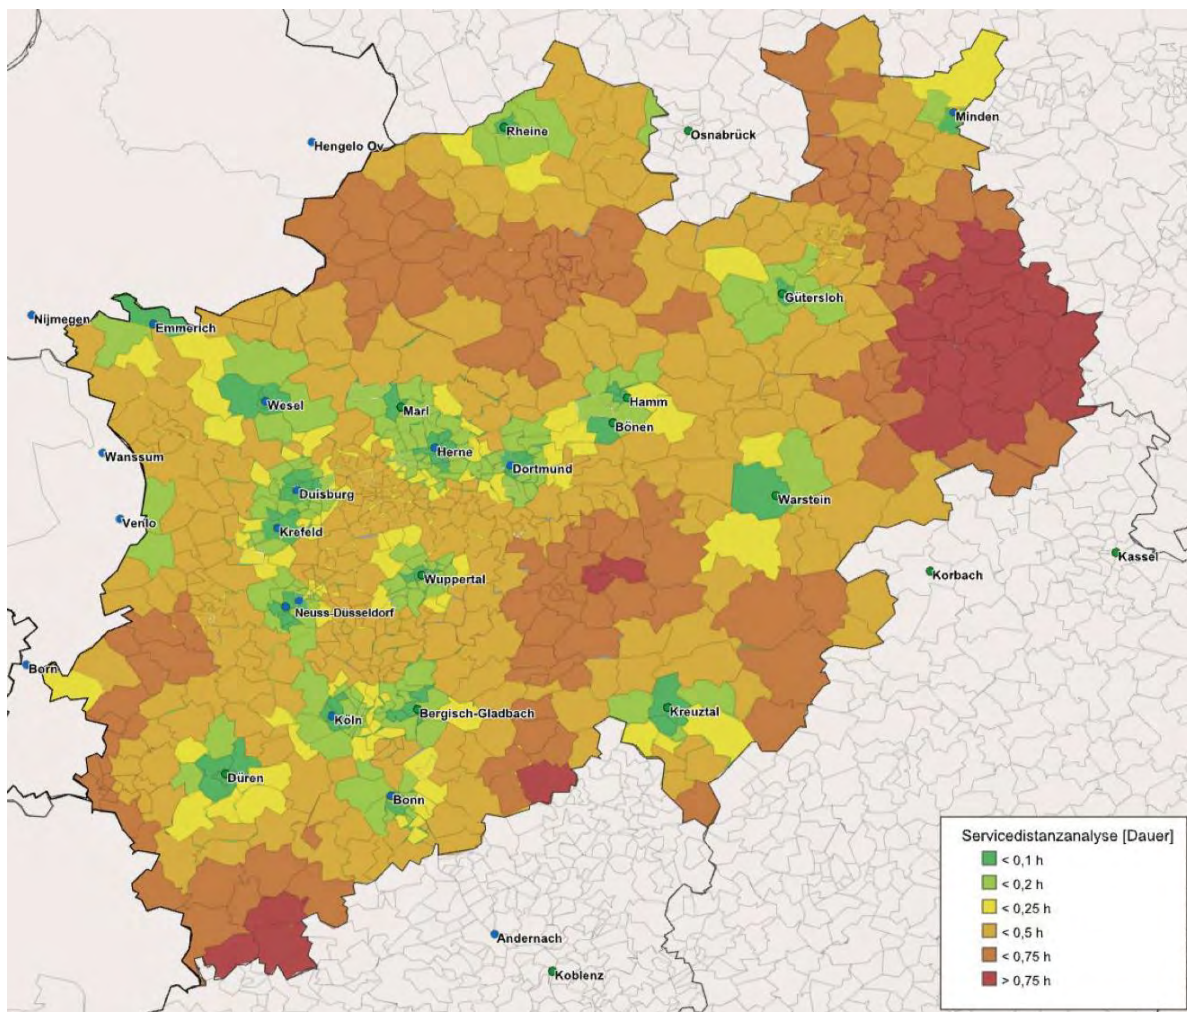 Rheine
Minden
Osnabrück
Hengelo Ov
Gütersloh
Nijmegen
Emmerich
Wesel
Marl
Hamm
Bönen
Herne
Wanssum
Dortmund
Duisburg
Warstein
Venlo
Krefeld
Kassel
Korbach
Wuppertal
Neuss-Düsseldorf
Born
Köln
Bergisch-Gladbach
Kreuztal
Düren
Bonn
Andernach
Koblenz
Servicedistanzanalyse [Dauer]
< 0,1 h
< 0,2 h
< 0,25 h
< 0,5 h
< 0,75 h
> 0,75 h